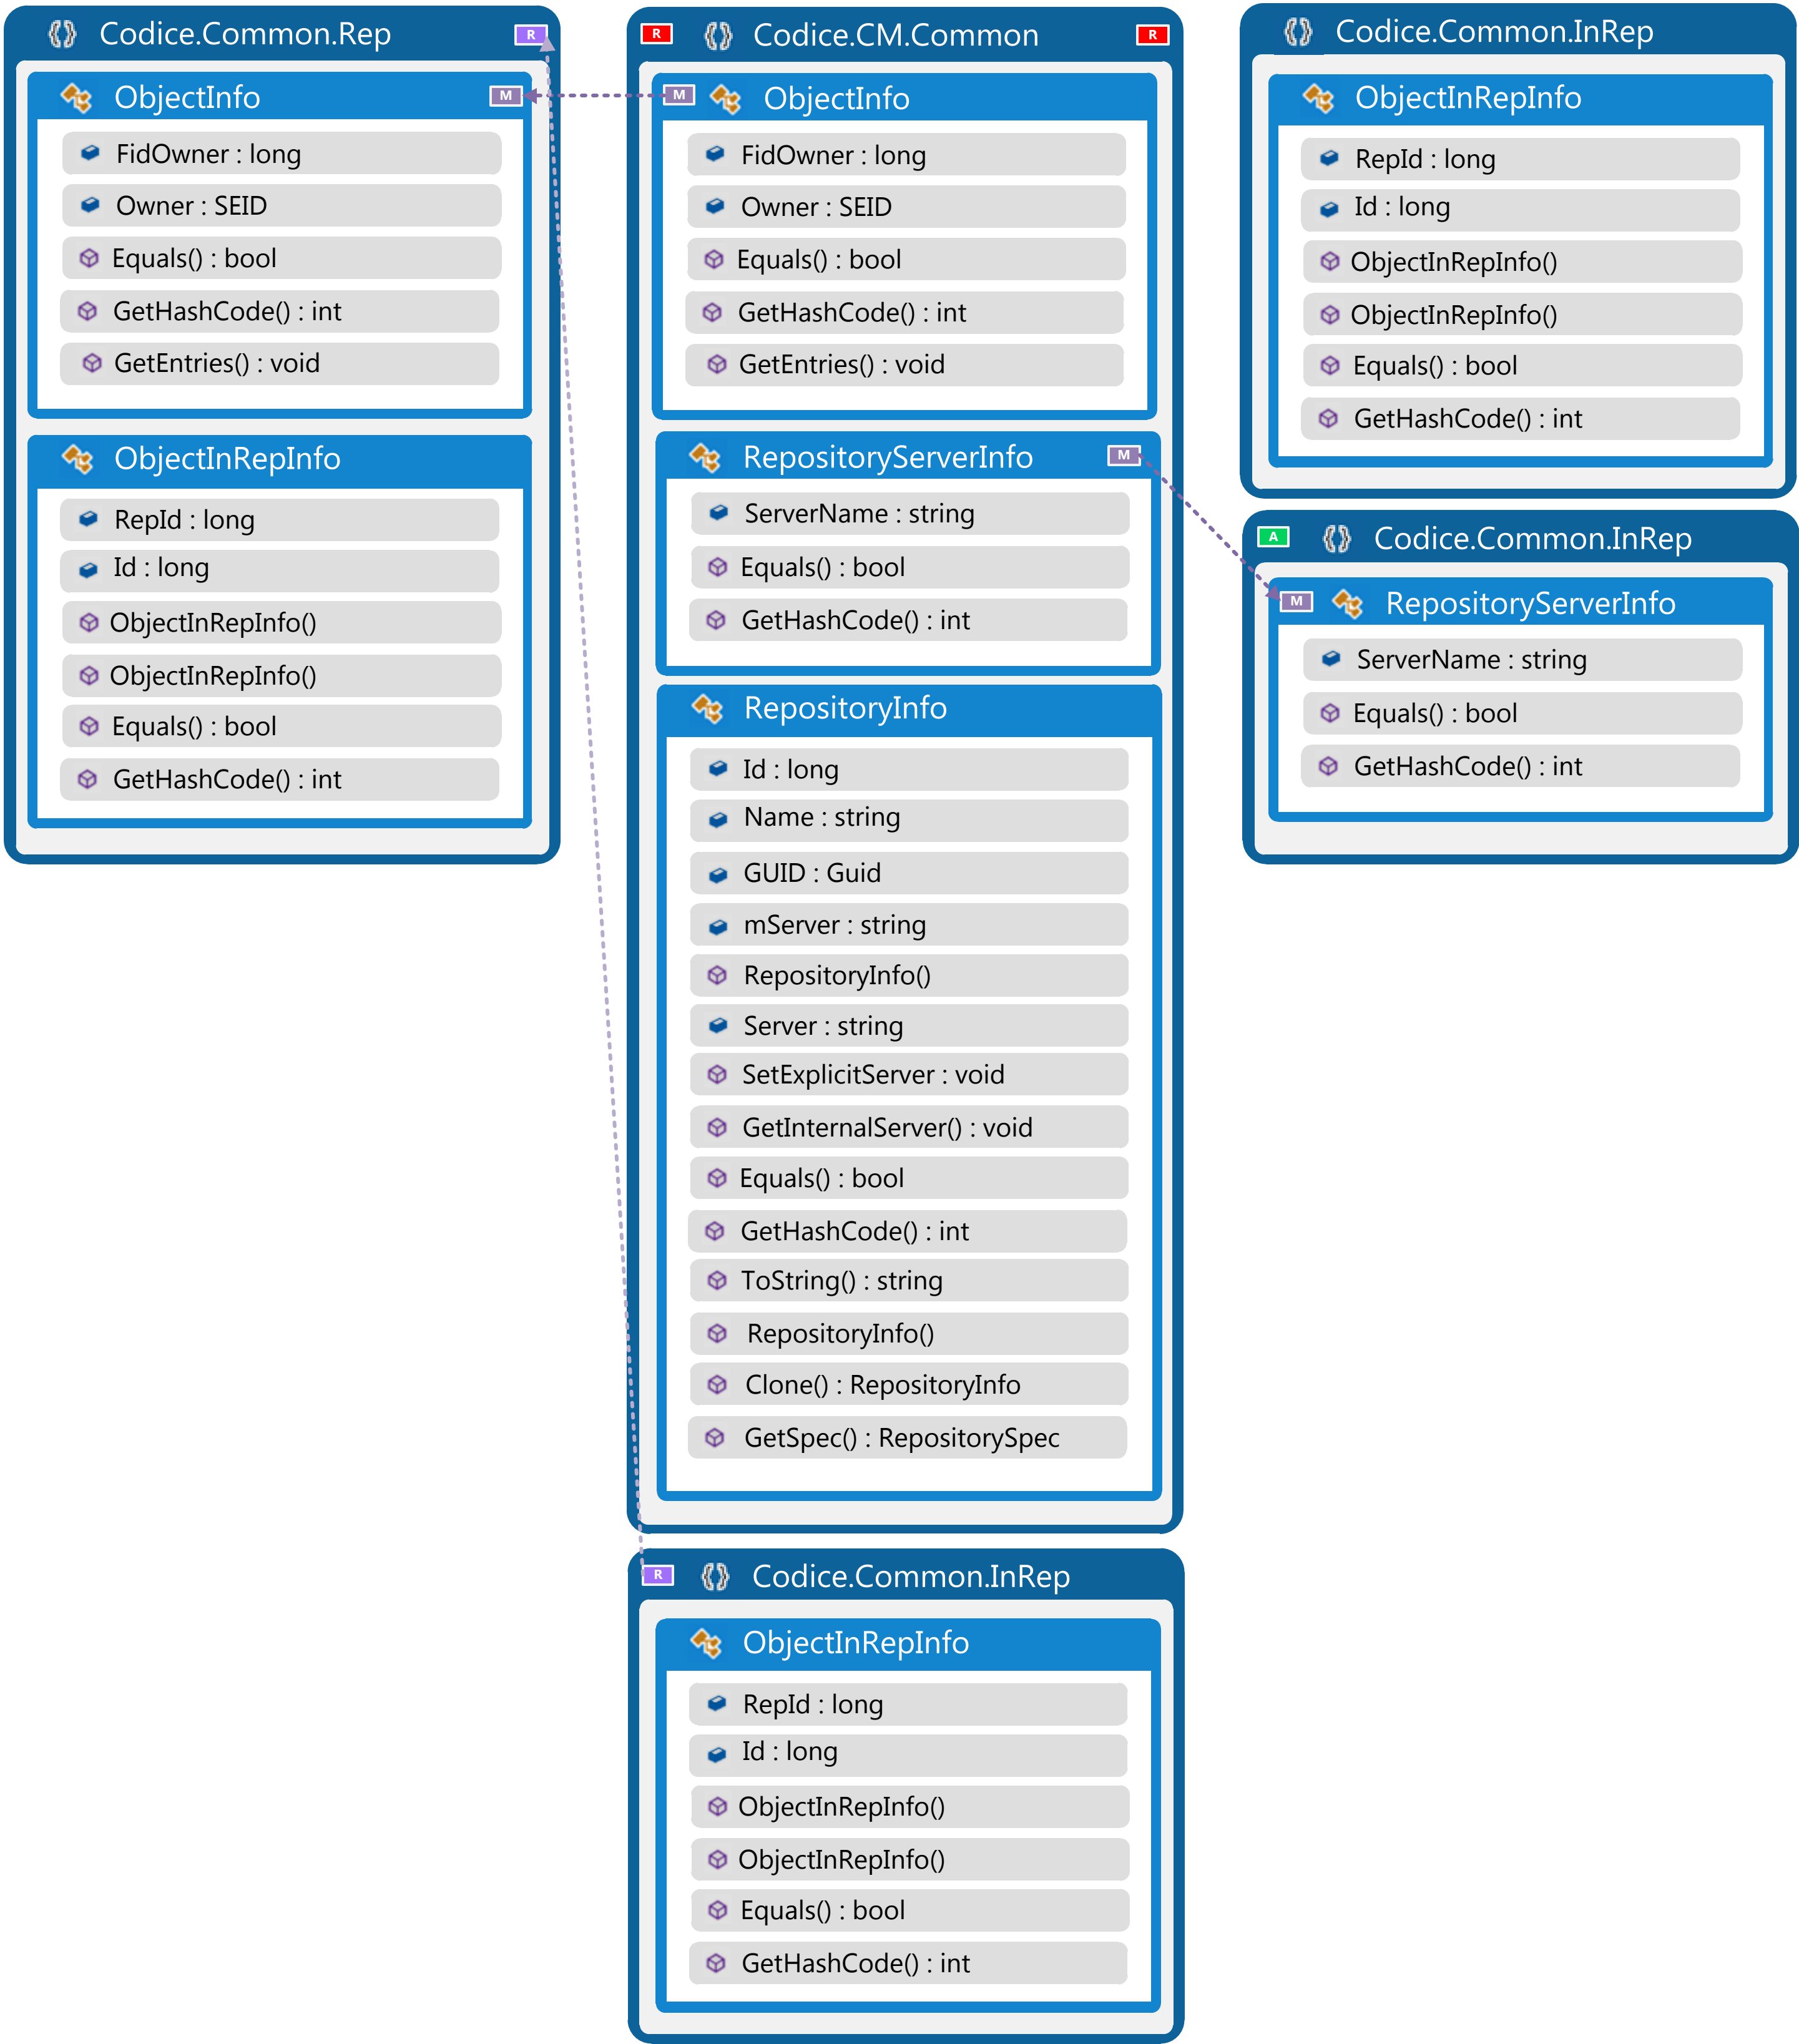 Codice.Common.Rep
R
ObjectInfo
M
FidOwner : long
Owner : SEID
Equals() : bool
GetHashCode() : int
GetEntries() : void
ObjectInRepInfo
RepId : long
Id : long
ObjectInRepInfo()
ObjectInRepInfo()
Equals() : bool
GetHashCode() : int
R
Codice.CM.Common
R
M
ObjectInfo
FidOwner : long
Owner : SEID
Equals() : bool
GetHashCode() : int
GetEntries() : void
RepositoryServerInfo
M
ServerName : string
Equals() : bool
GetHashCode() : int
RepositoryInfo
Id : long
Name : string
GUID : Guid
mServer : string
RepositoryInfo()
Server : string
SetExplicitServer : void
GetInternalServer() : void
Equals() : bool
GetHashCode() : int
ToString() : string
RepositoryInfo()
Clone() : RepositoryInfo
GetSpec() : RepositorySpec
R
Codice.Common.InRep
ObjectInRepInfo
RepId : long
Id : long
ObjectInRepInfo()
ObjectInRepInfo()
Equals() : bool
GetHashCode() : int
Codice.Common.InRep
ObjectInRepInfo
RepId : long
Id : long
ObjectInRepInfo()
ObjectInRepInfo()
Equals() : bool
GetHashCode() : int
A
Codice.Common.InRep
M
RepositoryServerInfo
ServerName : string
Equals() : bool
GetHashCode() : int